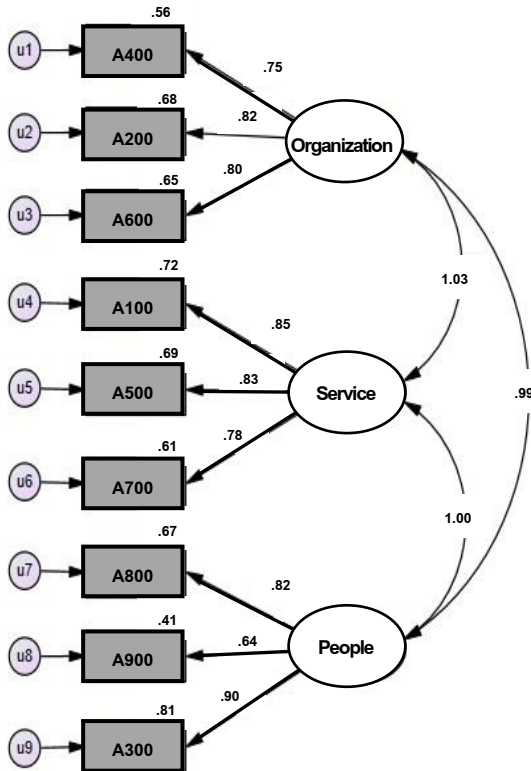 .56
u1
A400
.75
.68
u2
A200
.82
Organization
.65
.80
u3
A600
.72
u4
A100
1.03
.85
.69
u5
A500
.83
Service
.99
.61
.78
u6
A700
1.00
.67
u7
A800
.82
.41
u8
A900
.64
People
.81
.90
u9
A300